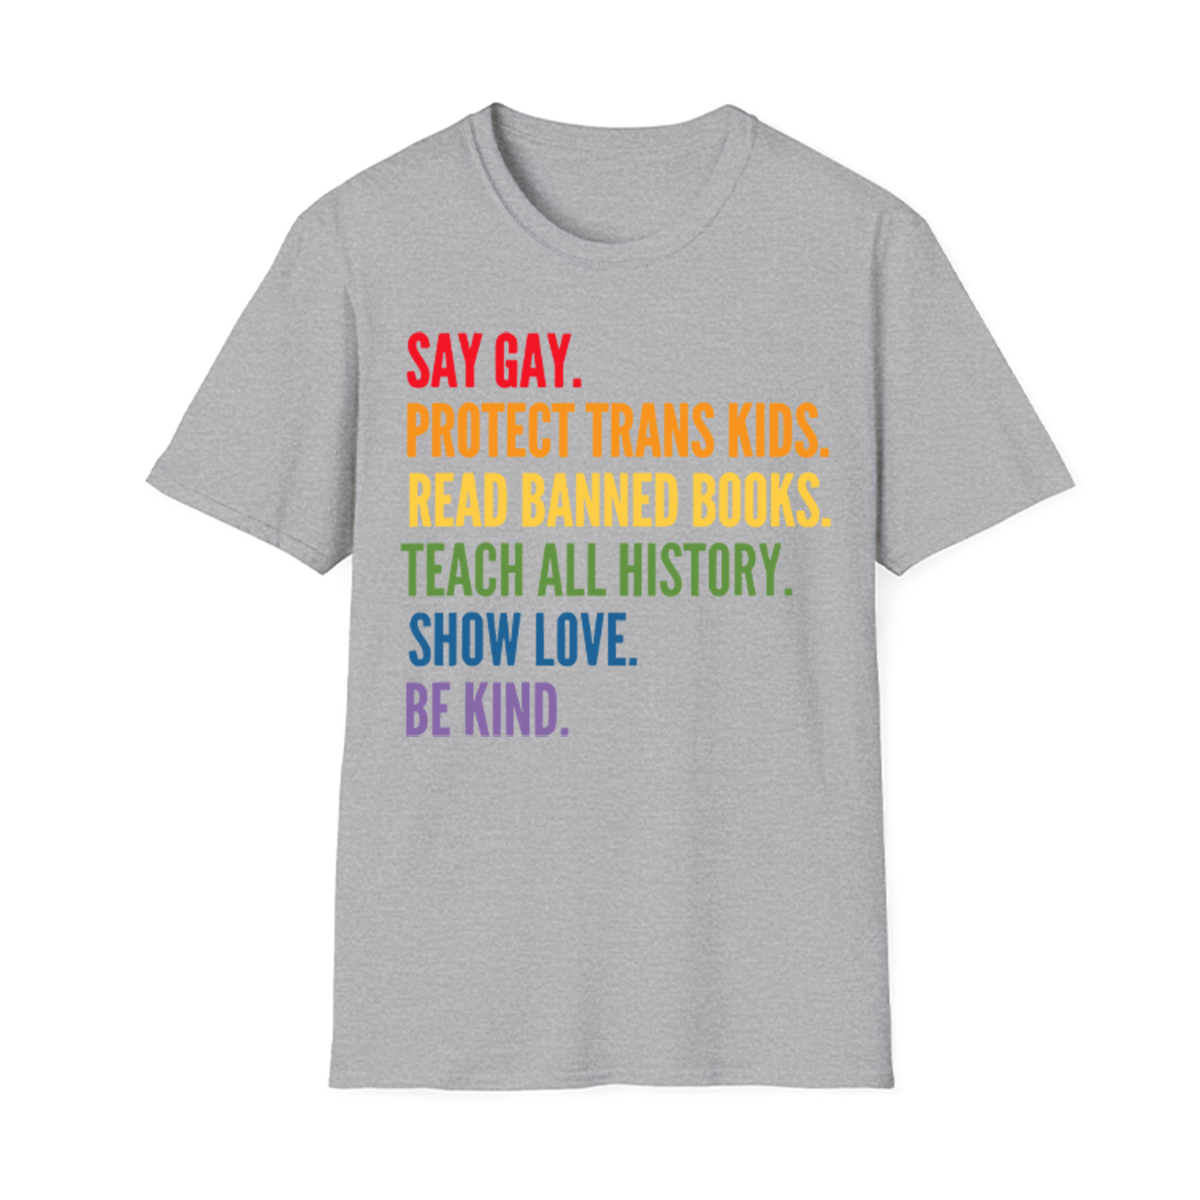 SAY GAY.
PROTECT TRANS KIDS.
READ BANNED BOOKS.
TEACH ALL HISTORY.
SHOW LOVE.
BE KIND.